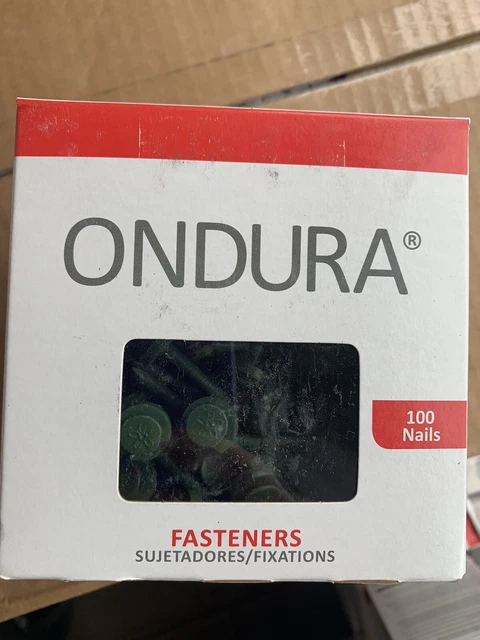 ONDURA®
100
Nails
FASTENERS
SUJETADORES/FIXATIONS